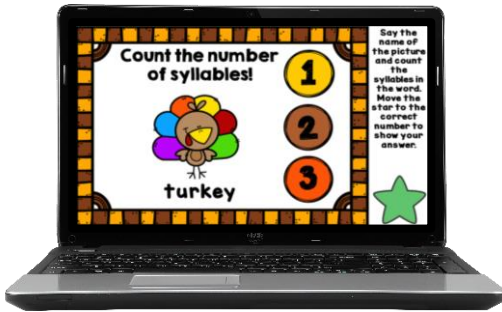 Count the number
of syllables!
1
2
3
turkey
Say the
name of
the picture
and count
the
syllables in
the word.
Move the
star to the
correct
number to
show your
answer.